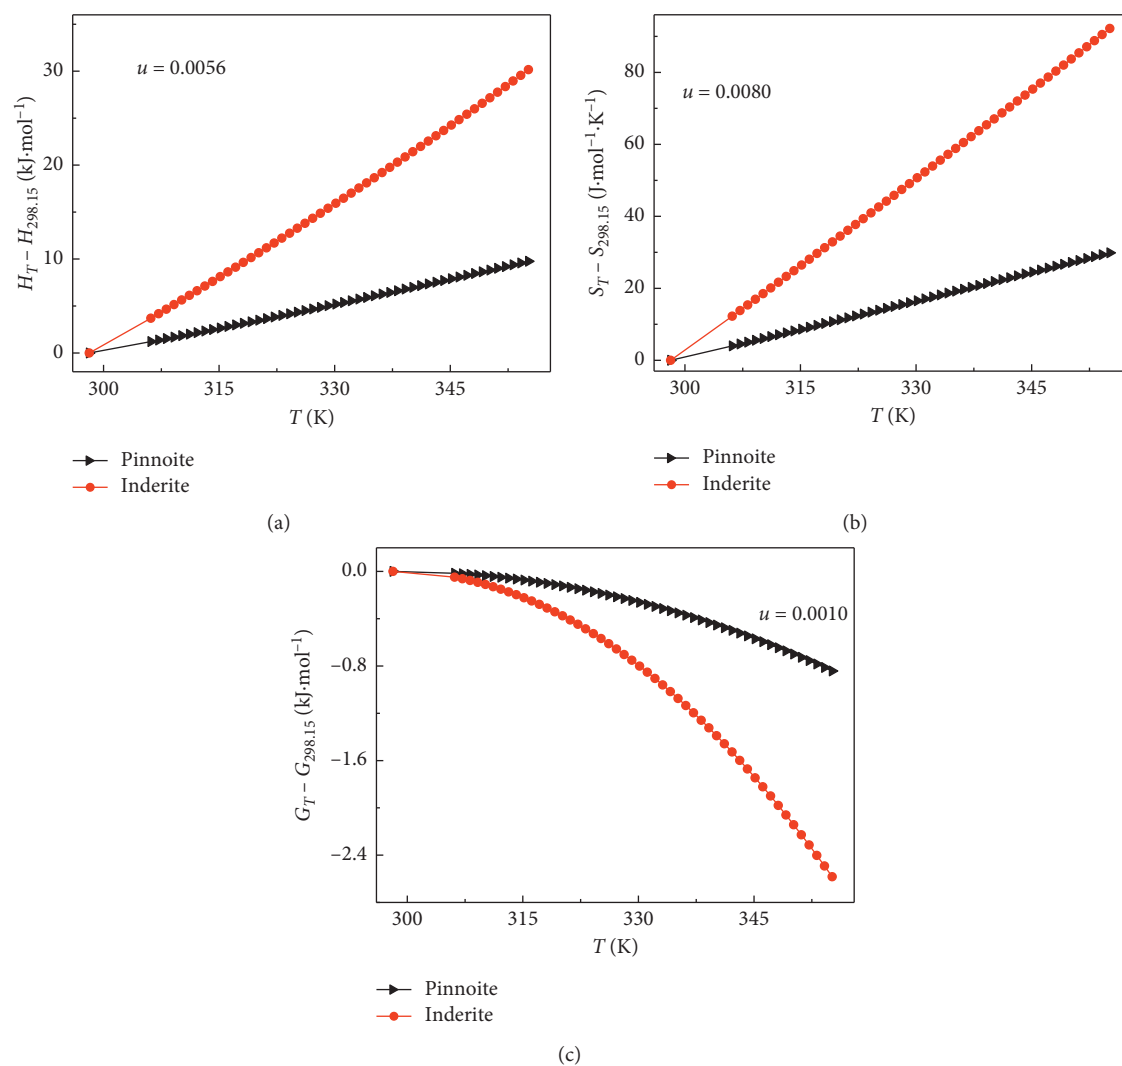 30
20
10
0
H_T − H_298.15 (kJ·mol⁻¹)
u = 0.0056
300 315 330 345
T (K)
Pinnoite
Inderite
(a)
80
60
40
20
0
S_T − S_298.15 (J·mol⁻¹·K⁻¹)
u = 0.0080
300 315 330 345
T (K)
Pinnoite
Inderite
(b)
0.0
−0.8
−1.6
−2.4
G_T − G_298.15 (kJ·mol⁻¹)
u = 0.0010
300 315 330 345
T (K)
Pinnoite
Inderite
(c)